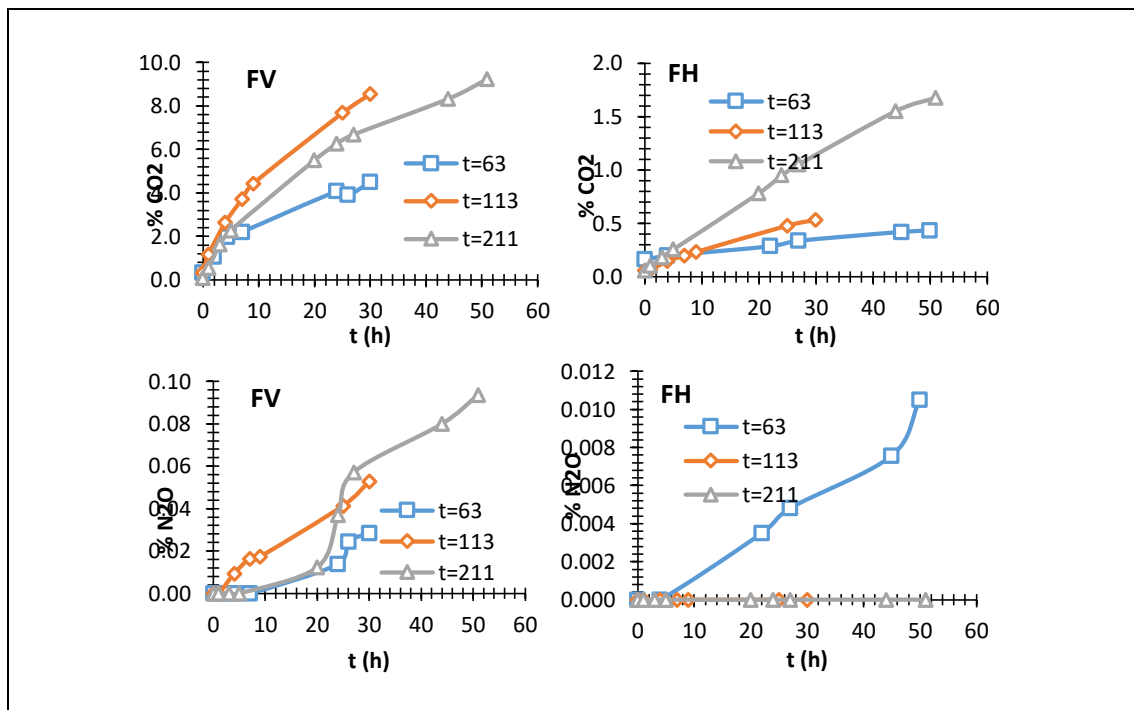 FV
10.0
8.0
6.0
4.0
2.0
0.0
% CO2
t=63
t=113
t=211
0 10 20 30 40 50 60
t (h)
FH
2.0
1.5
1.0
0.5
0.0
% CO2
t=63
t=113
t=211
0 10 20 30 40 50 60
t (h)
FV
0.10
0.08
0.06
0.04
0.02
0.00
% N2O
t=63
t=113
t=211
0 10 20 30 40 50 60
t (h)
FH
0.012
0.010
0.008
0.006
0.004
0.002
0.000
% N2O
t=63
t=113
t=211
0 10 20 30 40 50 60
t (h)